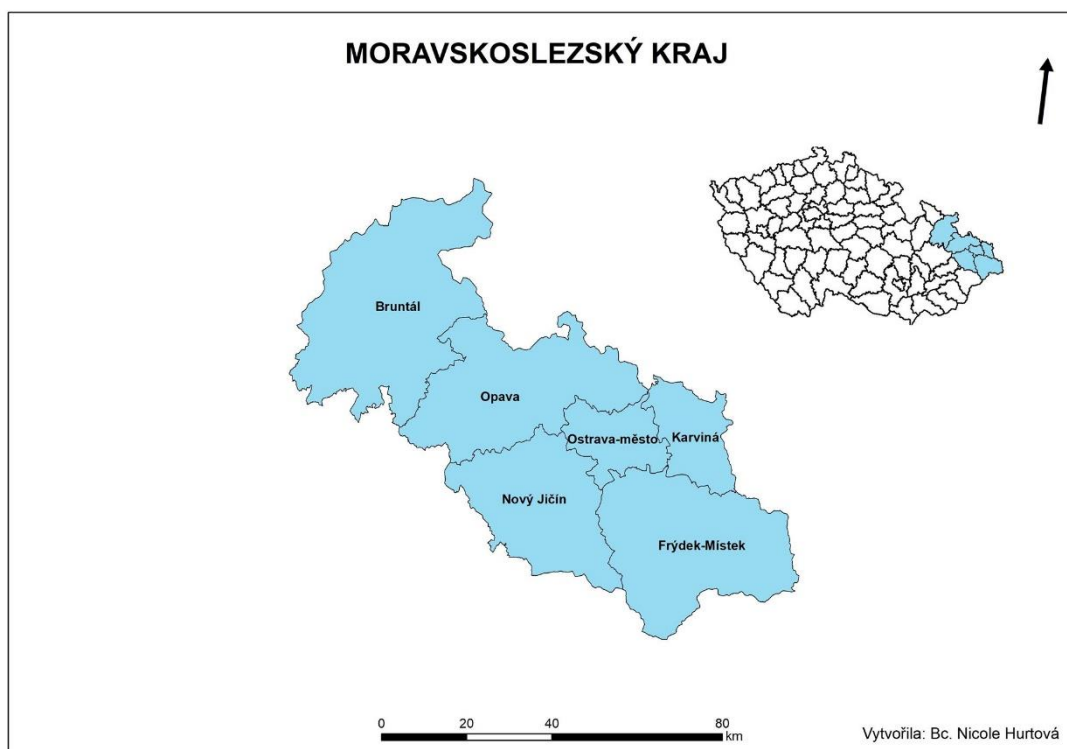 MORAVSKOSLEZSKÝ KRAJ
Bruntál
Opava
Ostrava-město
Karviná
Nový Jičín
Frýdek-Místek
0 20 40 80
km
Vytvořila: Bc. Nicole Hurtová